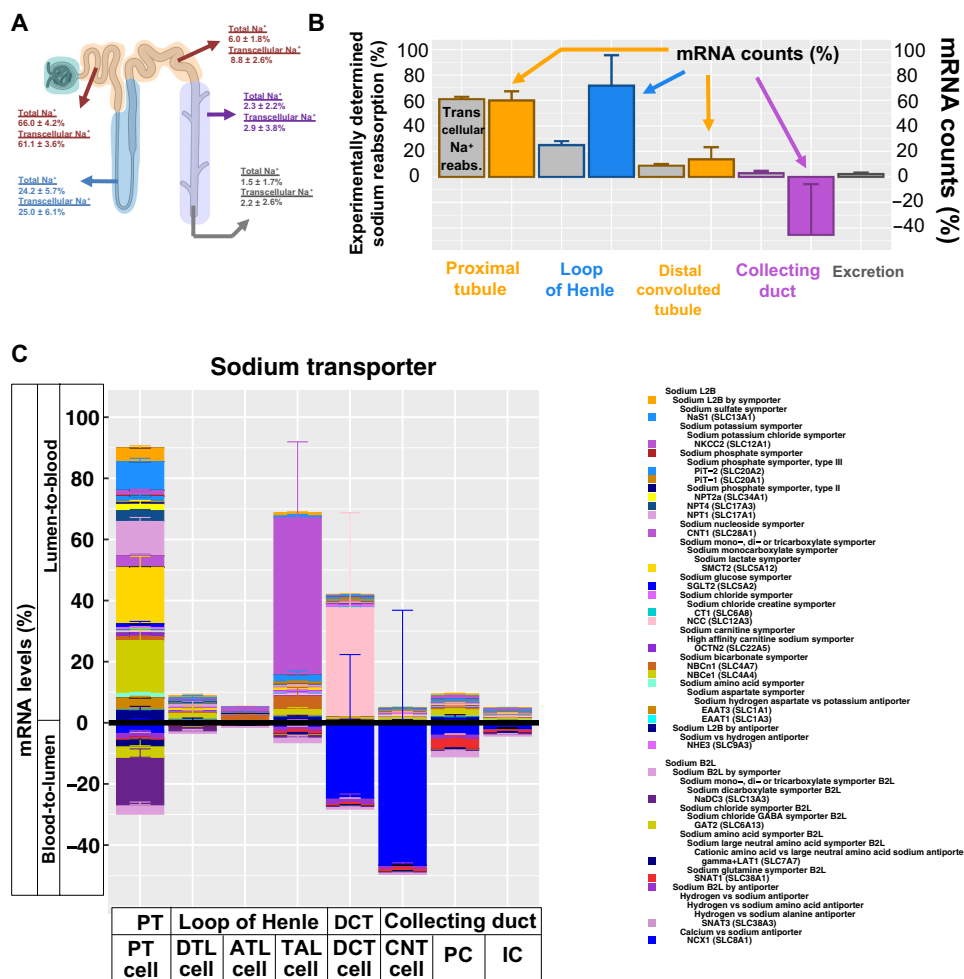 A
Total Na+
6.0 ± 1.8%
Transcellular Na+
8.8 ± 2.6%
Total Na+
2.3 ± 2.2%
Transcellular Na+
2.9 ± 3.8%
Total Na+
66.0 ± 4.2%
Transcellular Na+
61.1 ± 3.6%
Total Na+
24.2 ± 5.7%
Transcellular Na+
25.0 ± 6.1%
Total Na+
1.5 ± 1.7%
Transcellular Na+
2.2 ± 2.6%
B
Experimentally determined
sodium reabsorption (%)
100
80
60
40
20
0
mRNA counts (%)
Trans
cellular
Na+
reabs.
100
80
60
40
20
0
−20
−40
mRNA counts
(%)
Proximal
tubule
Loop
of Henle
Distal
convoluted
tubule
Collecting
duct
Excretion
C
Sodium transporter
mRNA levels (%)
Lumen-to-blood
Blood-to-lumen
100
80
60
40
20
0
−20
−40
PT
Loop of Henle
DCT
Collecting duct
PT
cell
DTL
cell
ATL
cell
TAL
cell
DCT
cell
CNT
cell
PC
IC
Sodium L2B
Sodium L2B by symporter
Sodium sulfate symporter
NaS1 (SLC13A1)
Sodium potassium symporter
Sodium potassium chloride symporter
NKCC2 (SLC12A1)
Sodium phosphate symporter
Sodium phosphate symporter, type III
PiT−2 (SLC20A2)
PiT−1 (SLC20A1)
Sodium phosphate symporter, type II
NPT2a (SLC34A1)
NPT4 (SLC17A3)
NPT1 (SLC17A1)
Sodium nucleoside symporter
CNT1 (SLC28A1)
Sodium mono−, di− or tricarboxylate symporter
Sodium monocarboxylate symporter
Sodium lactate symporter
SMCT2 (SLC5A12)
Sodium glucose symporter
SGLT2 (SLC5A2)
Sodium chloride symporter
Sodium chloride creatine symporter
CT1 (SLC6A8)
NCC (SLC12A3)
Sodium carnitine symporter
High affinity carnitine sodium symporter
OCTN2 (SLC22A5)
Sodium bicarbonate symporter
NBCn1 (SLC4A7)
NBCe1 (SLC4A4)
Sodium amino acid symporter
Sodium aspartate symporter
Sodium hydrogen aspartate vs potassium antiporter
EAAT3 (SLC1A1)
EAAT1 (SLC1A3)
Sodium L2B by antiporter
Sodium vs hydrogen antiporter
NHE3 (SLC9A3)
Sodium B2L
Sodium B2L by symporter
Sodium mono−, di− or tricarboxylate symporter B2L
Sodium dicarboxylate symporter B2L
NaDC3 (SLC13A3)
Sodium chloride symporter B2L
Sodium chloride GABA symporter B2L
GAT2 (SLC6A13)
Sodium amino acid symporter B2L
Sodium large neutral amino acid symporter B2L
Cationic amino acid vs large neutral amino acid sodium antiporte
gamma+LAT1 (SLC7A7)
Sodium glutamine symporter B2L
SNAT1 (SLC38A1)
Sodium B2L by antiporter
Hydrogen vs sodium antiporter
Hydrogen vs sodium amino acid antiporter
Hydrogen vs sodium alanine antiporter
SNAT3 (SLC38A3)
Calcium vs sodium antiporter
NCX1 (SLC8A1)